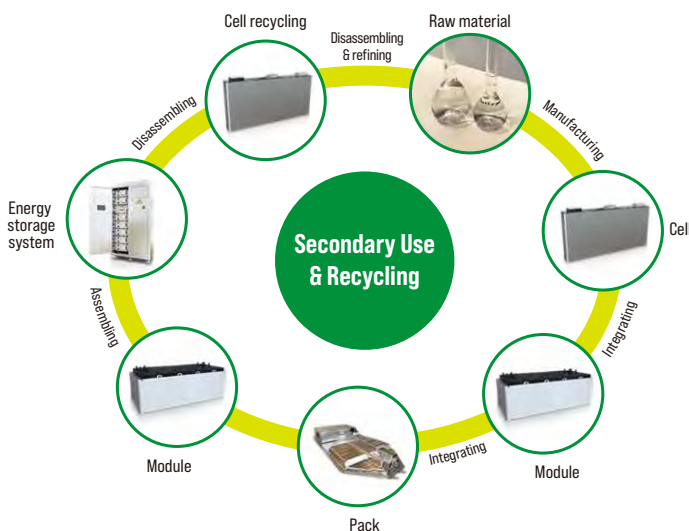 Cell recycling
Disassembling
& refining
Raw material
Manufacturing
Cell
Integrating
Module
Integrating
Pack
Module
Assembling
Energy
storage
system
Disassembling
Secondary Use
& Recycling